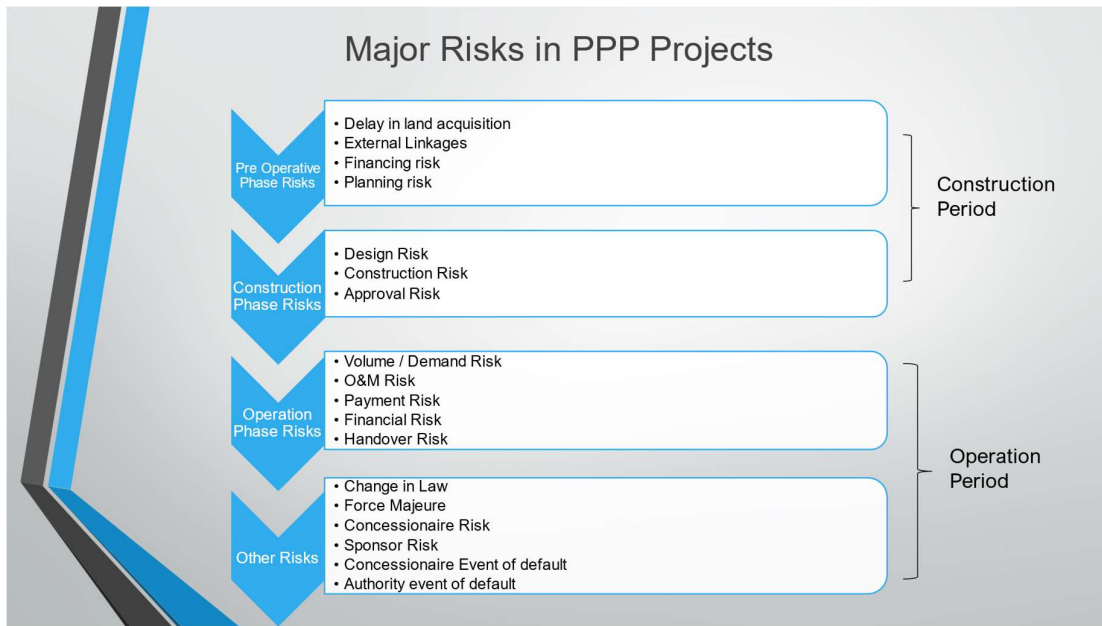 Major Risks in PPP Projects
Pre Operative
Phase Risks
• Delay in land acquisition
• External Linkages
• Financing risk
• Planning risk
Construction
Phase Risks
• Design Risk
• Construction Risk
• Approval Risk
Construction
Period
Operation
Phase Risks
• Volume / Demand Risk
• O&M Risk
• Payment Risk
• Financial Risk
• Handover Risk
Other Risks
• Change in Law
• Force Majeure
• Concessionaire Risk
• Sponsor Risk
• Concessionaire Event of default
• Authority event of default
Operation
Period